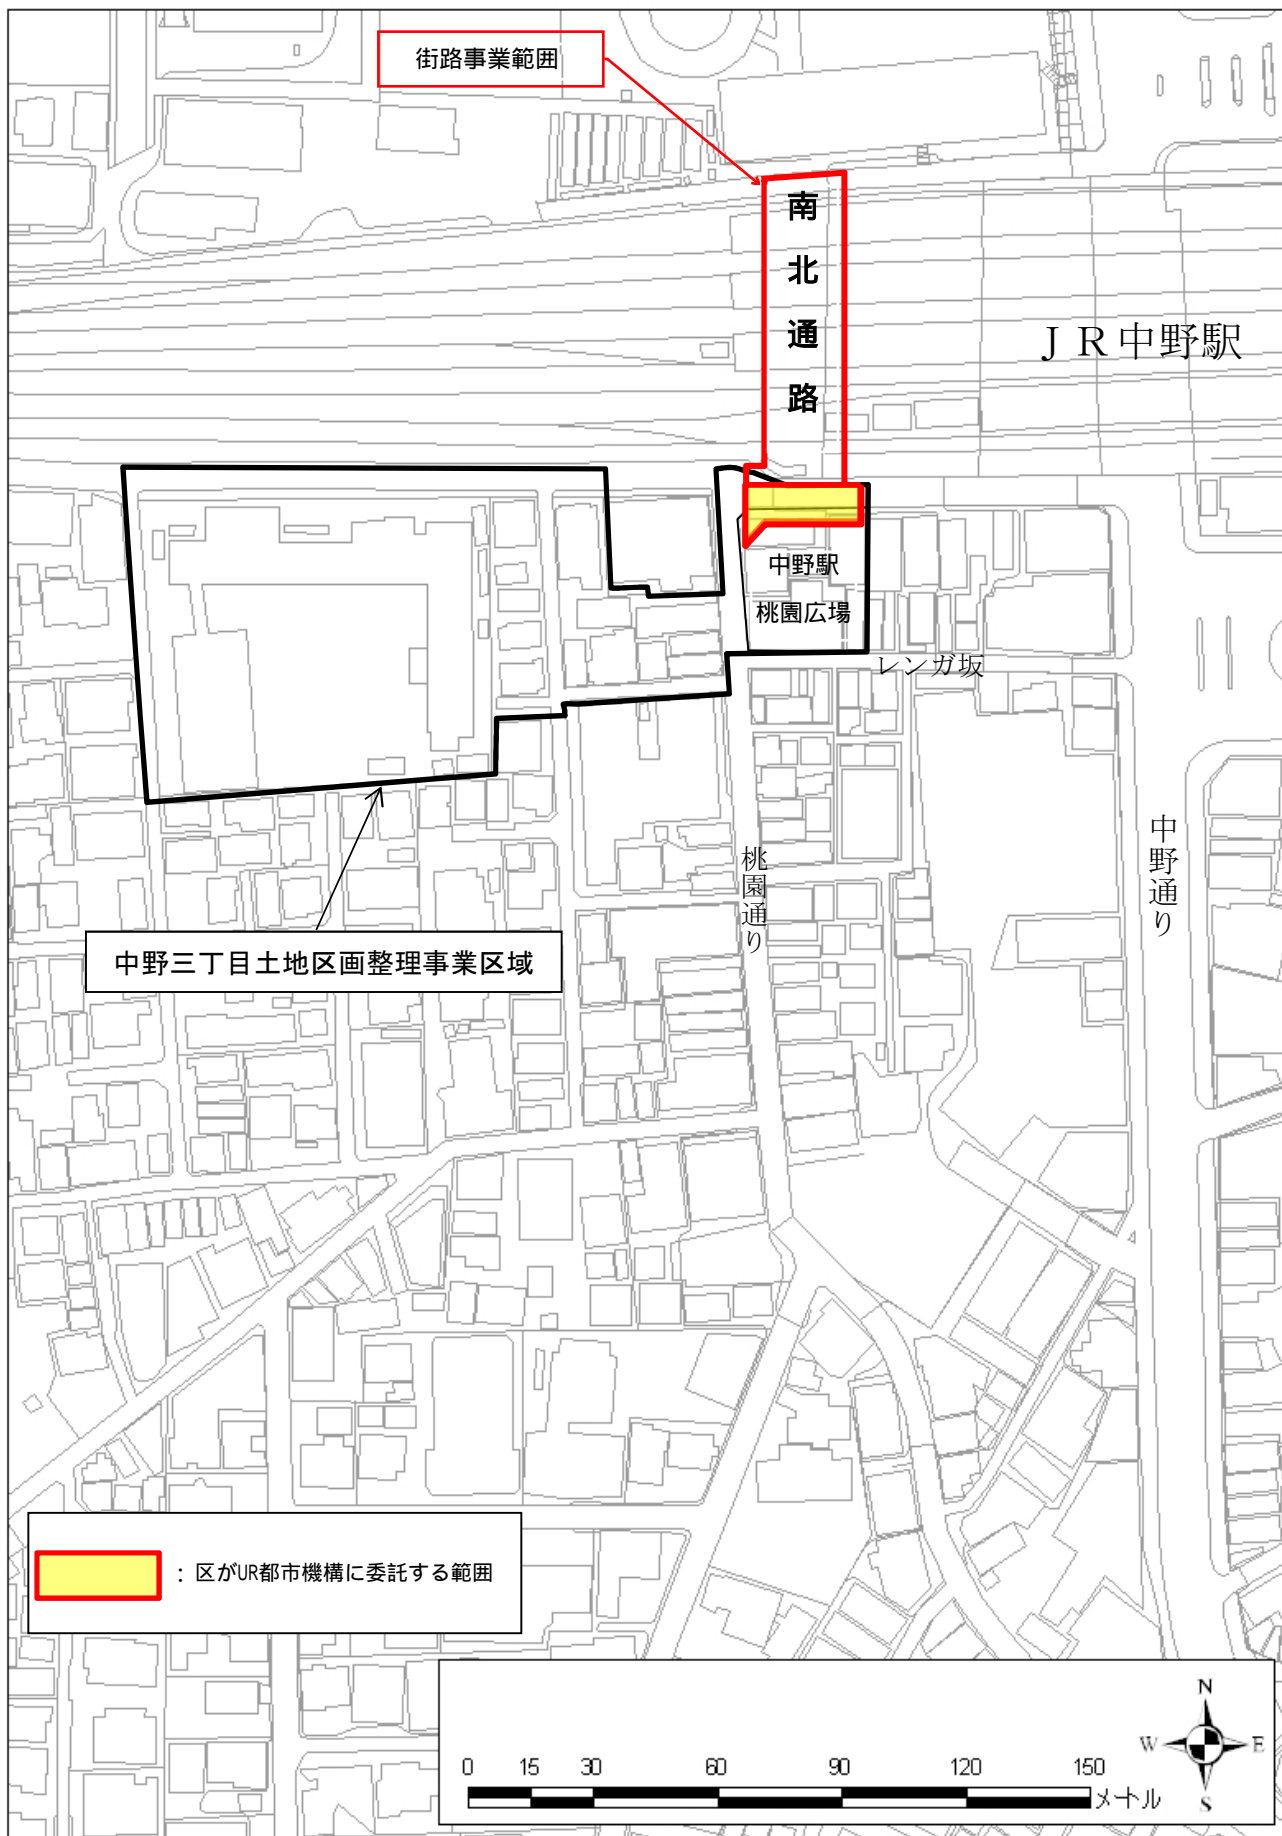 街路事業範囲
南北通路
ＪＲ中野駅
中野駅
桃園広場
レンガ坂
桃園通り
中野通り
中野三丁目土地区画整理事業区域
：区がUR都市機構に委託する範囲
N
W E
S
0 15 30 60 90 120 150
メートル